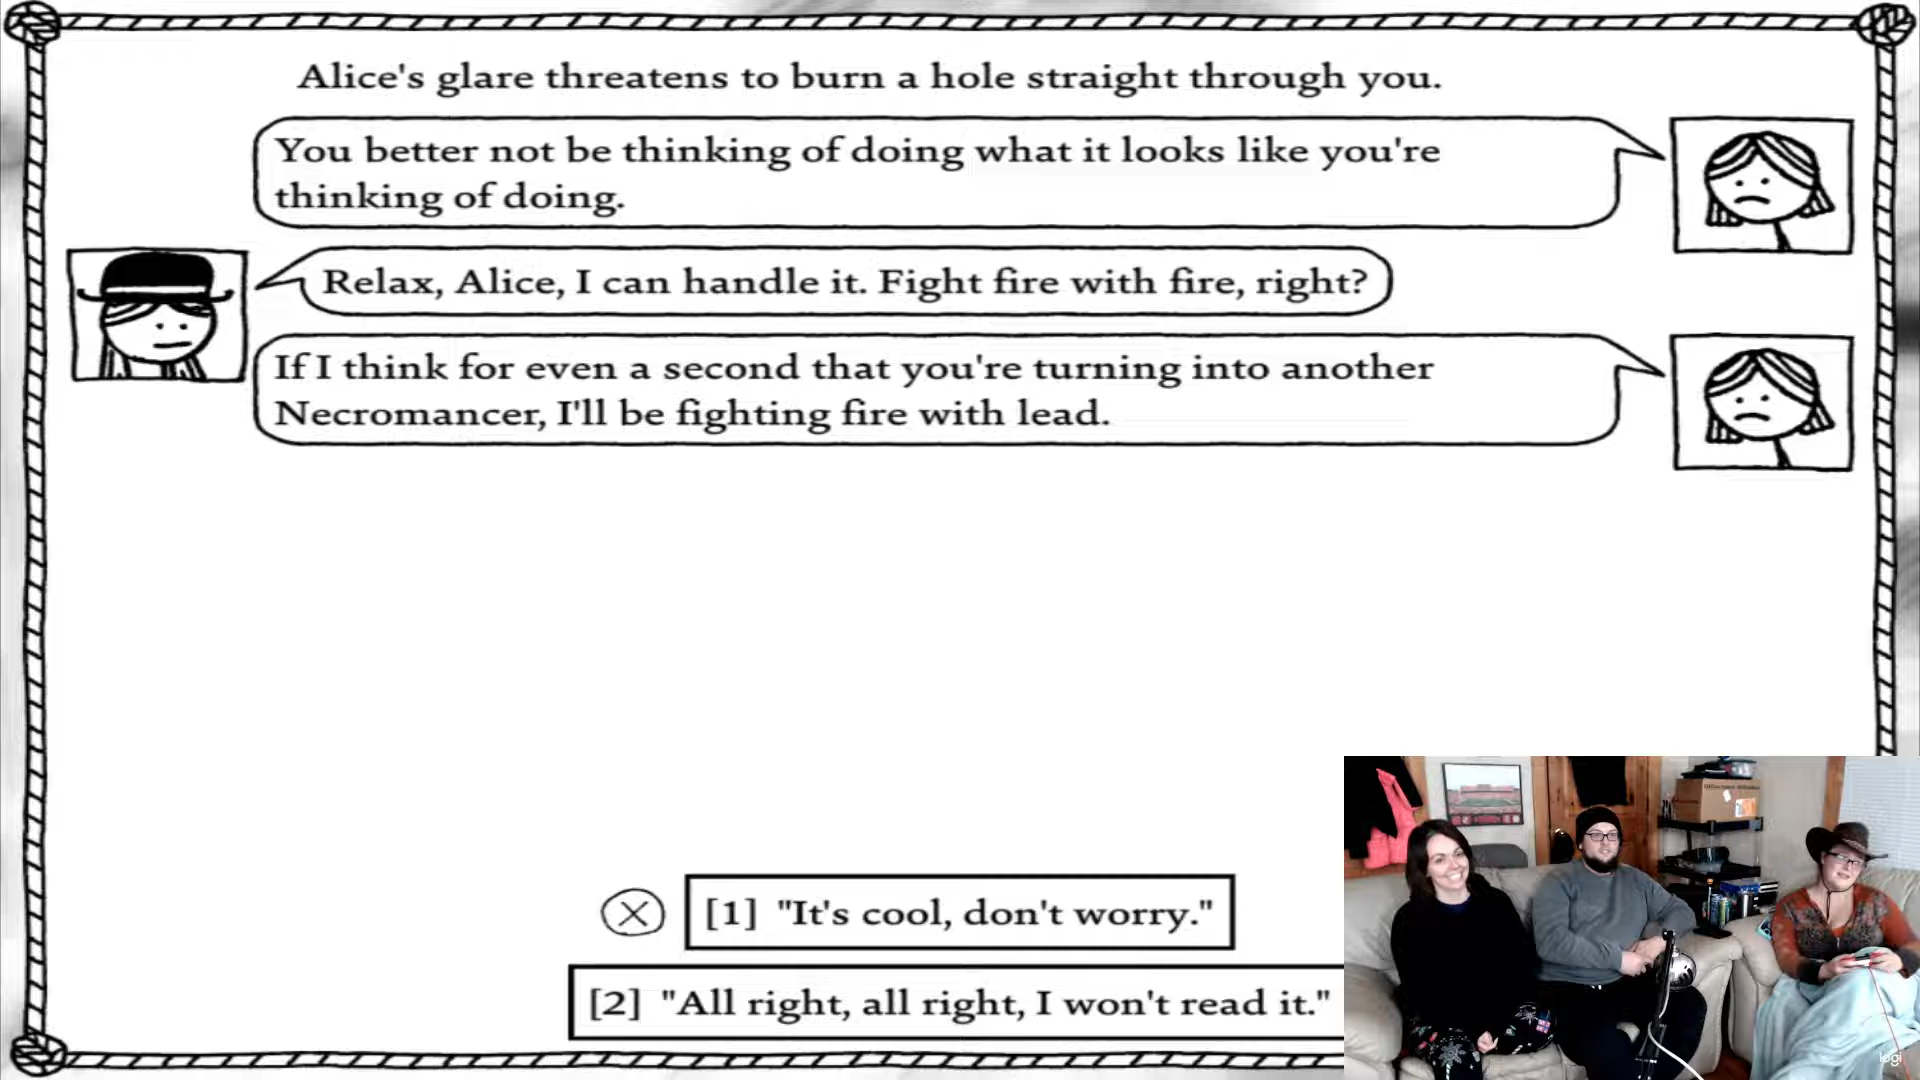 Alice's glare threatens to burn a hole straight through you.
You better not be thinking of doing what it looks like you're
thinking of doing.
Relax, Alice, I can handle it. Fight fire with fire, right?
If I think for even a second that you're turning into another
Necromancer, I'll be fighting fire with lead.
[1] "It's cool, don't worry."
[2] "All right, all right, I won't read it."
logi